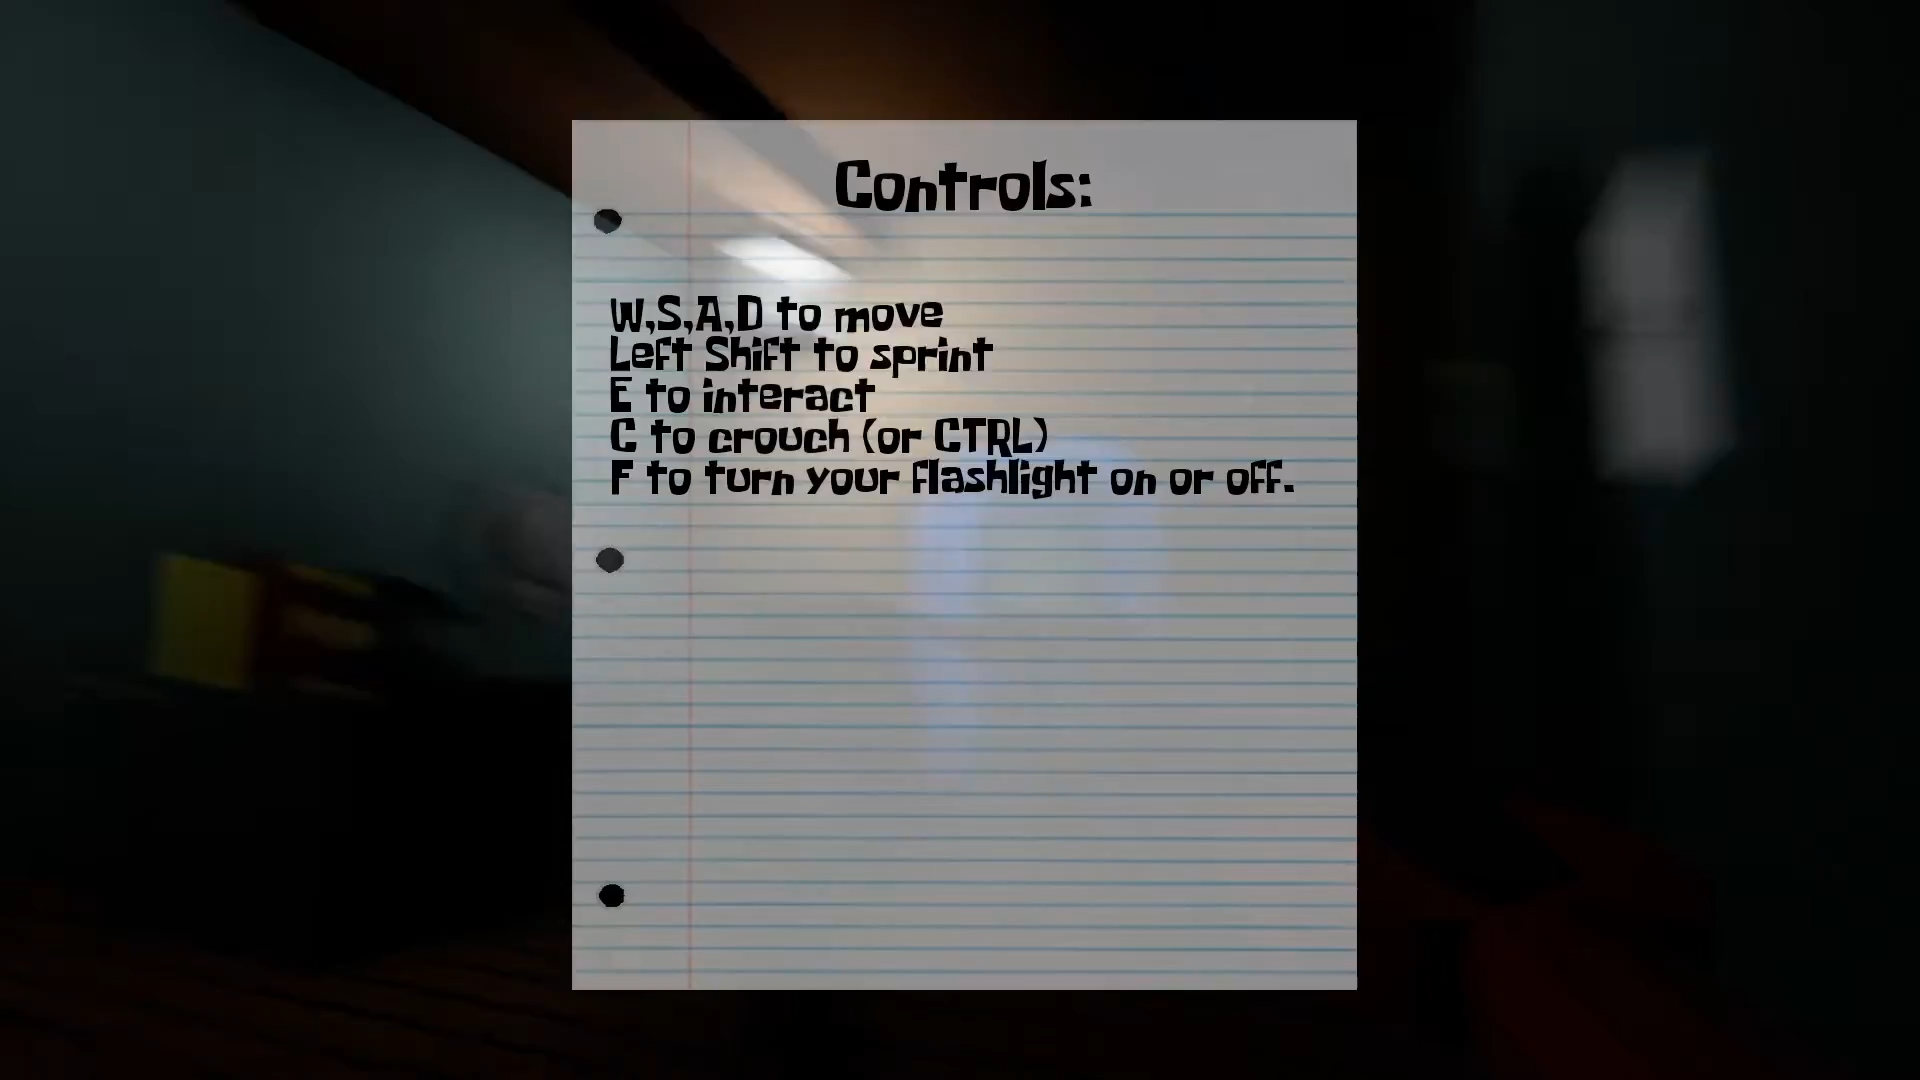 Controls:
W,S,A,D to move
Left Shift to sprint
E to interact
C to crouch (or CTRL)
F to turn your flashlight on or off.